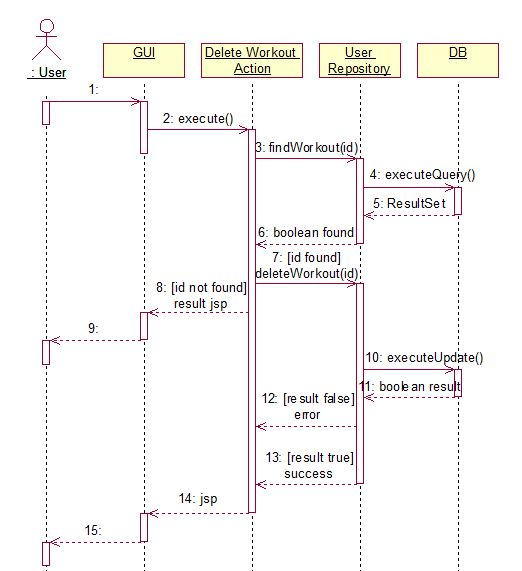 GUI
Delete Workout
Action
User
Repository
DB
: User
1:
2: execute()
3: findWorkout(id)
4: executeQuery()
5: ResultSet
6: boolean found
7: [id found]
deleteWorkout(id)
8: [id not found]
result jsp
9:
10: executeUpdate()
11: boolean result
12: [result false]
error
13: [result true]
success
14: jsp
15: